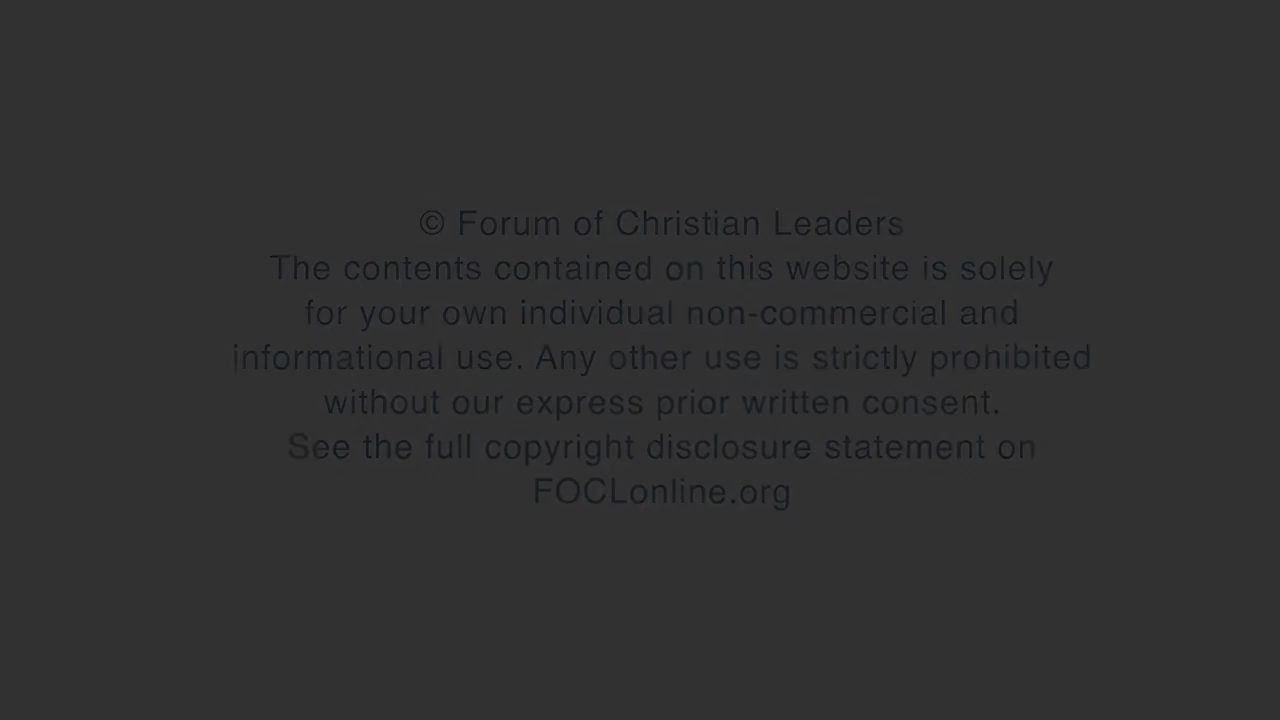 © Forum of Christian Leaders
The contents contained on this website is solely
for your own individual non-commercial and
informational use. Any other use is strictly prohibited
without our express prior written consent.
See the full copyright disclosure statement on
FOCLonline.org